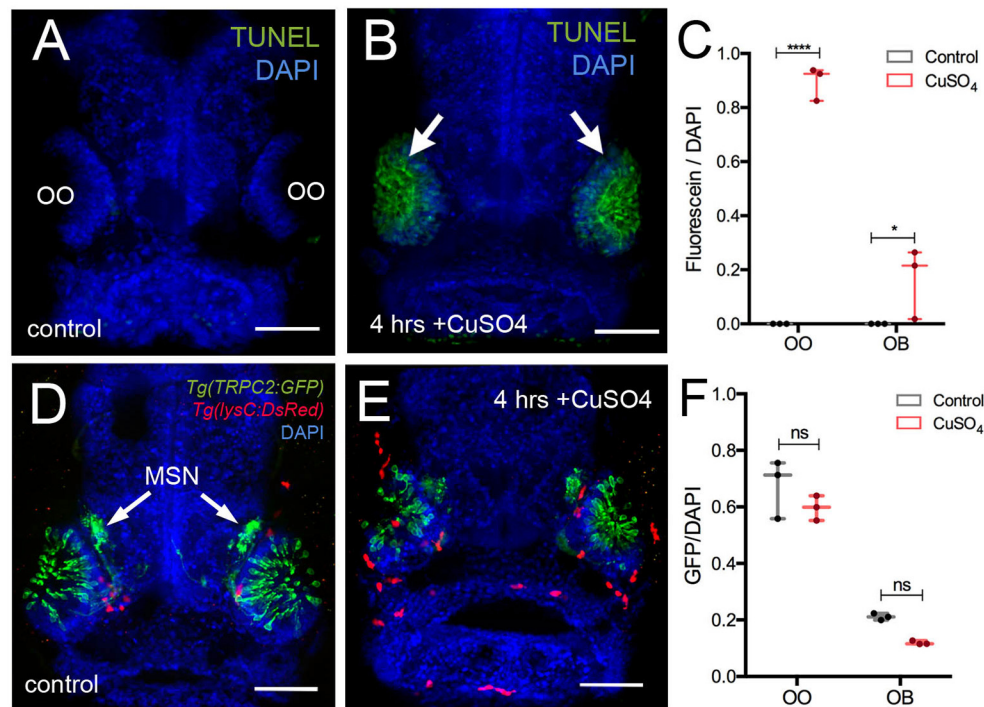 A
TUNEL
DAPI
OO
OO
control
B
TUNEL
DAPI
4 hrs +CuSO4
C
Control
CuSO₄
****
*
Fluorescein / DAPI
1.0
0.8
0.6
0.4
0.2
0.0
OO
OB
D
Tg(TRPC2:GFP)
Tg(lysC:DsRed)
DAPI
MSN
control
E
4 hrs +CuSO4
F
Control
CuSO₄
ns
ns
GFP/DAPI
1.0
0.8
0.6
0.4
0.2
0.0
OO
OB